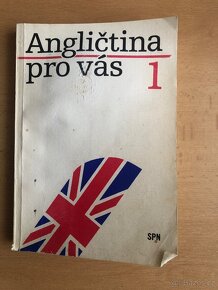 Angličtina
pro vás 1
SPN